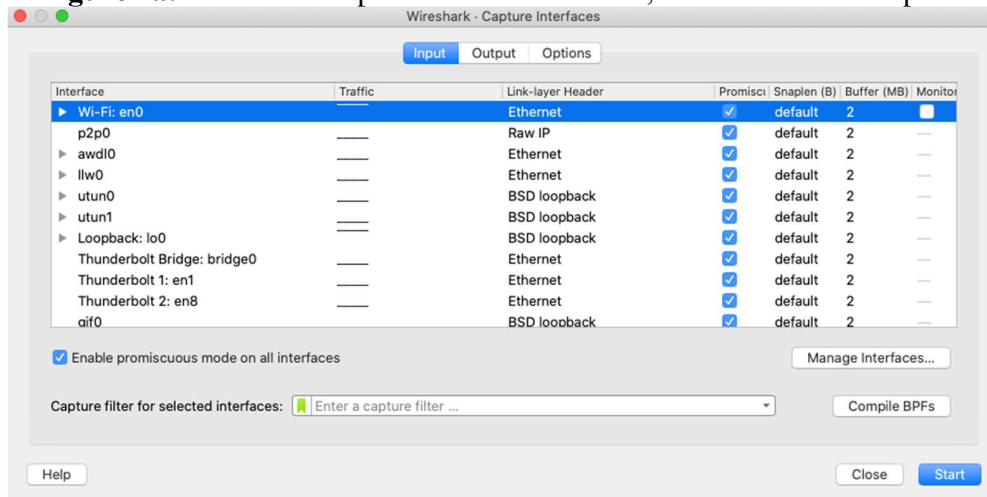 Wireshark · Capture Interfaces
Input Output Options
Interface Traffic Link-layer Header Promisc Snaplen (B) Buffer (MB) Monitor
Wi-Fi: en0 Ethernet default 2
p2p0 Raw IP default 2 —
awdl0 Ethernet default 2 —
llw0 Ethernet default 2 —
utun0 BSD loopback default 2 —
utun1 BSD loopback default 2 —
Loopback: lo0 BSD loopback default 2 —
Thunderbolt Bridge: bridge0 Ethernet default 2 —
Thunderbolt 1: en1 Ethernet default 2 —
Thunderbolt 2: en8 Ethernet default 2 —
gif0 BSD loopback default 2 —
Enable promiscuous mode on all interfaces Manage Interfaces...
Capture filter for selected interfaces: Enter a capture filter ... Compile BPFs
Help Close Start